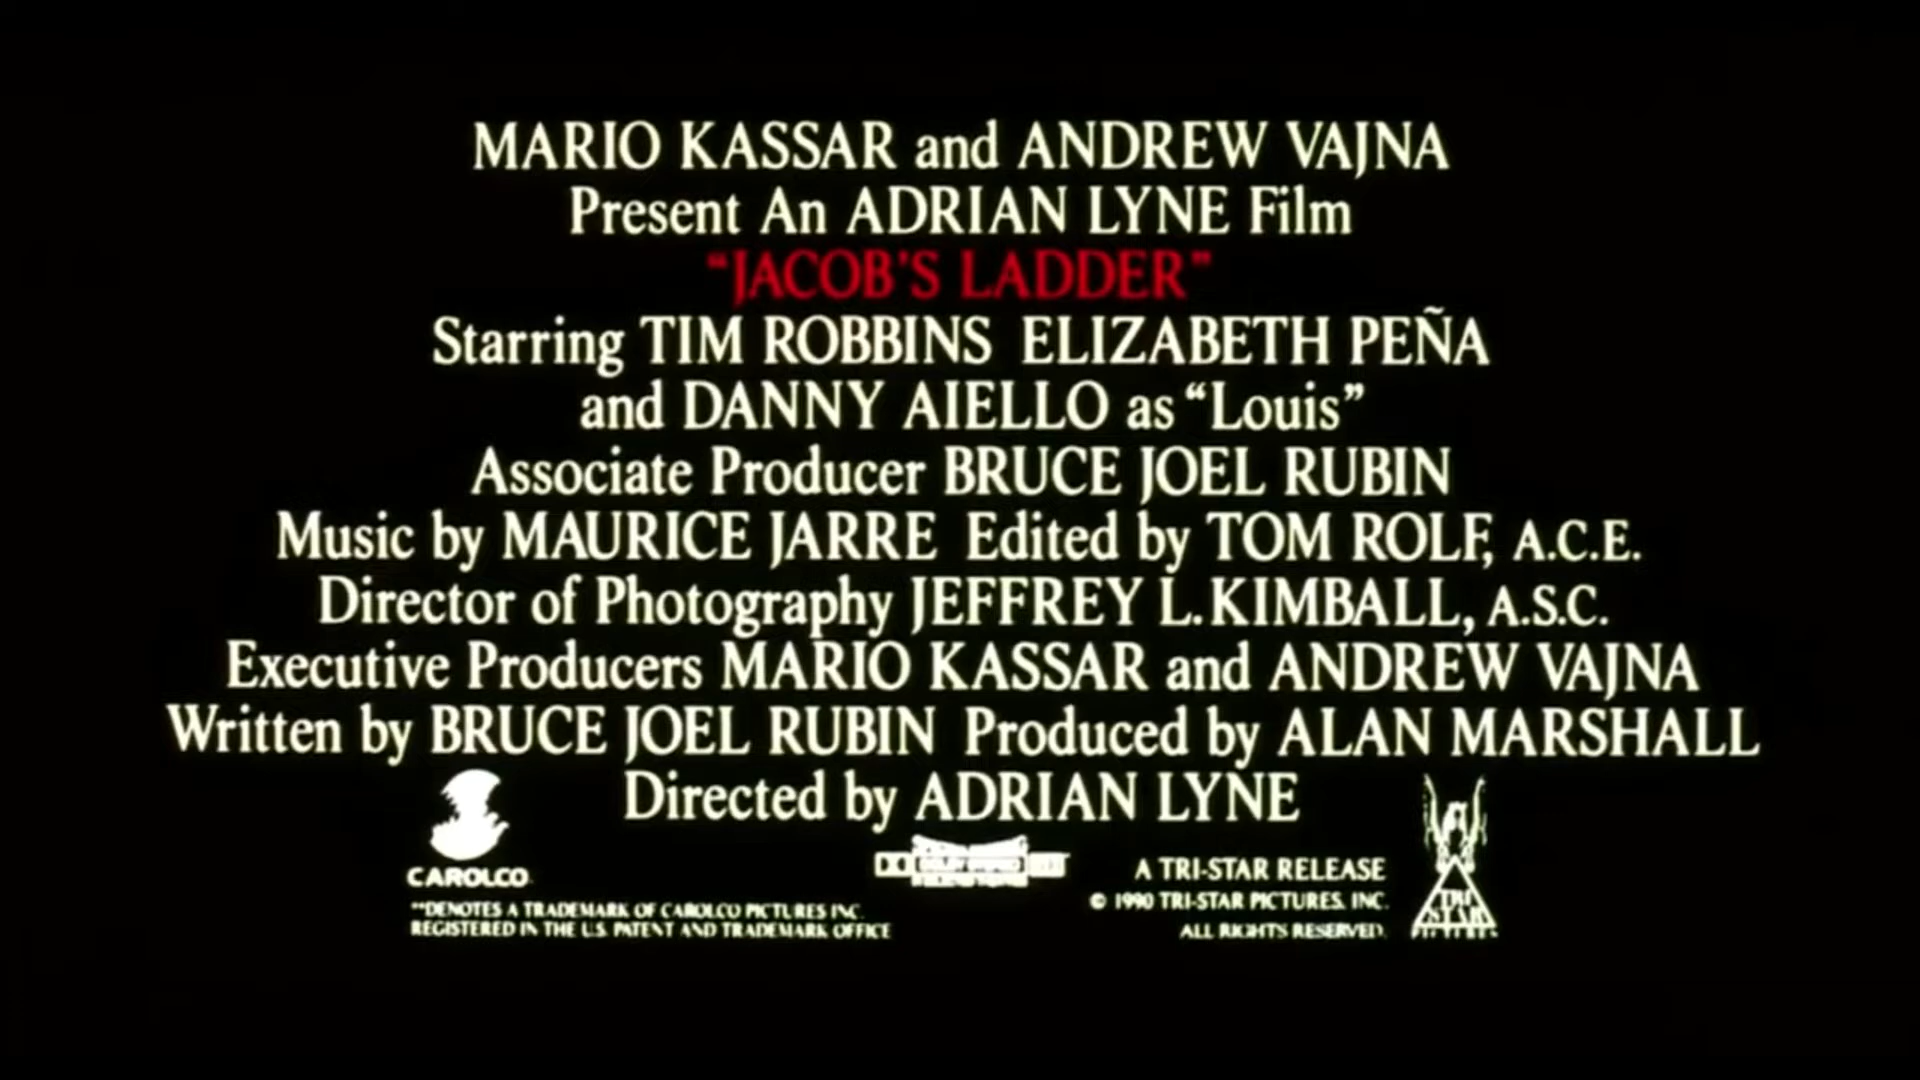 MARIO KASSAR and ANDREW VAJNA
Present An ADRIAN LYNE Film
“JACOB'S LADDER”
Starring TIM ROBBINS ELIZABETH PEÑA
and DANNY AIELLO as “Louis”
Associate Producer BRUCE JOEL RUBIN
Music by MAURICE JARRE Edited by TOM ROLF, A.C.E.
Director of Photography JEFFREY L. KIMBALL, A.S.C.
Executive Producers MARIO KASSAR and ANDREW VAJNA
Written by BRUCE JOEL RUBIN Produced by ALAN MARSHALL
Directed by ADRIAN LYNE
CAROLCO
**DENOTES A TRADEMARK OF CAROLCO PICTURES INC.
REGISTERED IN THE U.S. PATENT AND TRADEMARK OFFICE
A TRI-STAR RELEASE
© 1990 TRI-STAR PICTURES, INC.
ALL RIGHTS RESERVED.
TRI
STAR
PICTURES